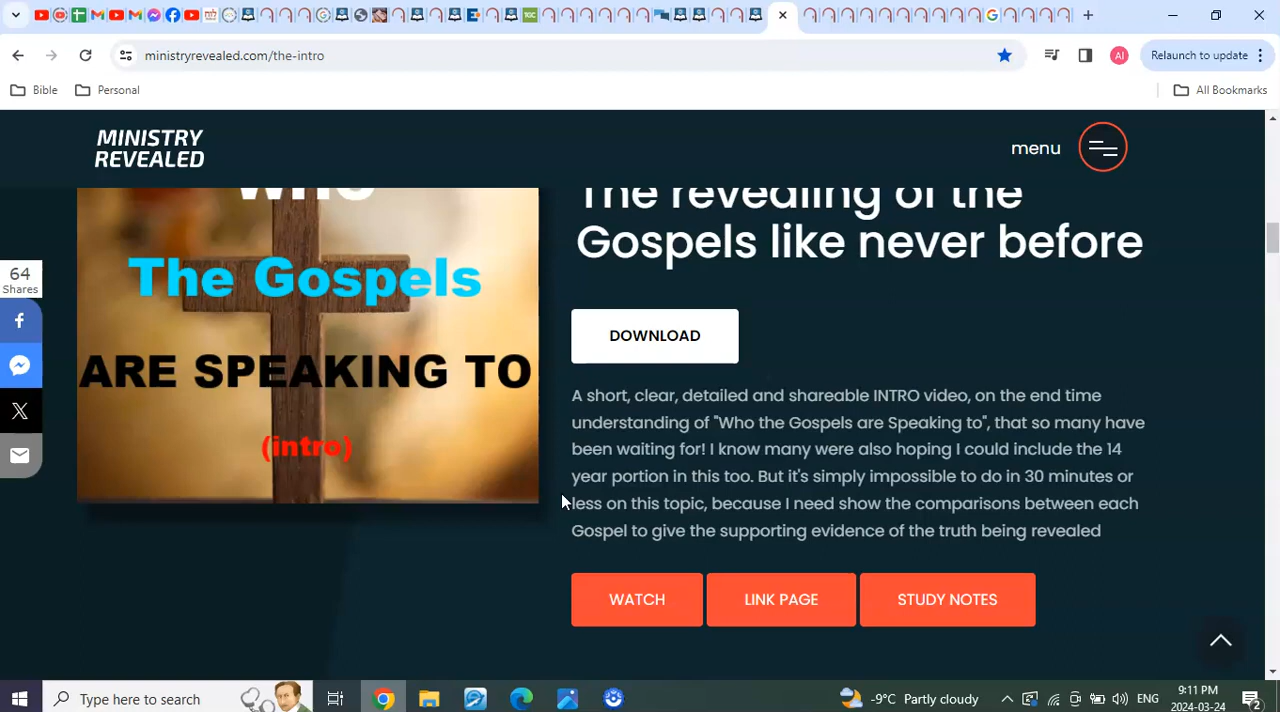 ministryrevealed.com/the-intro
AI
Relaunch to update
Bible
Personal
All Bookmarks
MINISTRY
REVEALED
menu
64
Shares
The Gospels
ARE SPEAKING TO
(intro)
The revealing of the
Gospels like never before
DOWNLOAD
A short, clear, detailed and shareable INTRO video, on the end time
understanding of "Who the Gospels are Speaking to", that so many have
been waiting for! I know many were also hoping I could include the 14
year portion in this too. But it's simply impossible to do in 30 minutes or
less on this topic, because I need show the comparisons between each
Gospel to give the supporting evidence of the truth being revealed
WATCH
LINK PAGE
STUDY NOTES
Type here to search
-9°C Partly cloudy
ENG
9:11 PM
2024-03-24
2